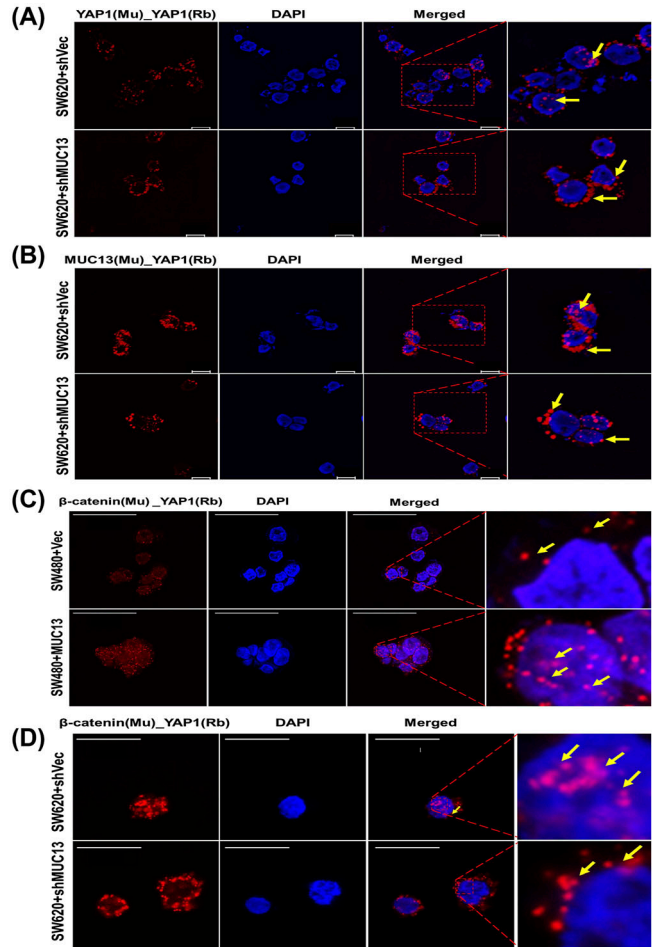 (A)
YAP1(Mu)_YAP1(Rb) DAPI Merged
SW620+shVec
SW620+shMUC13
(B)
MUC13(Mu)_YAP1(Rb) DAPI Merged
SW620+shVec
SW620+shMUC13
(C)
β-catenin(Mu) _YAP1(Rb) DAPI Merged
SW480+Vec
SW480+MUC13
(D)
β-catenin(Mu)_YAP1(Rb) DAPI Merged
SW620+shVec
SW620+shMUC13